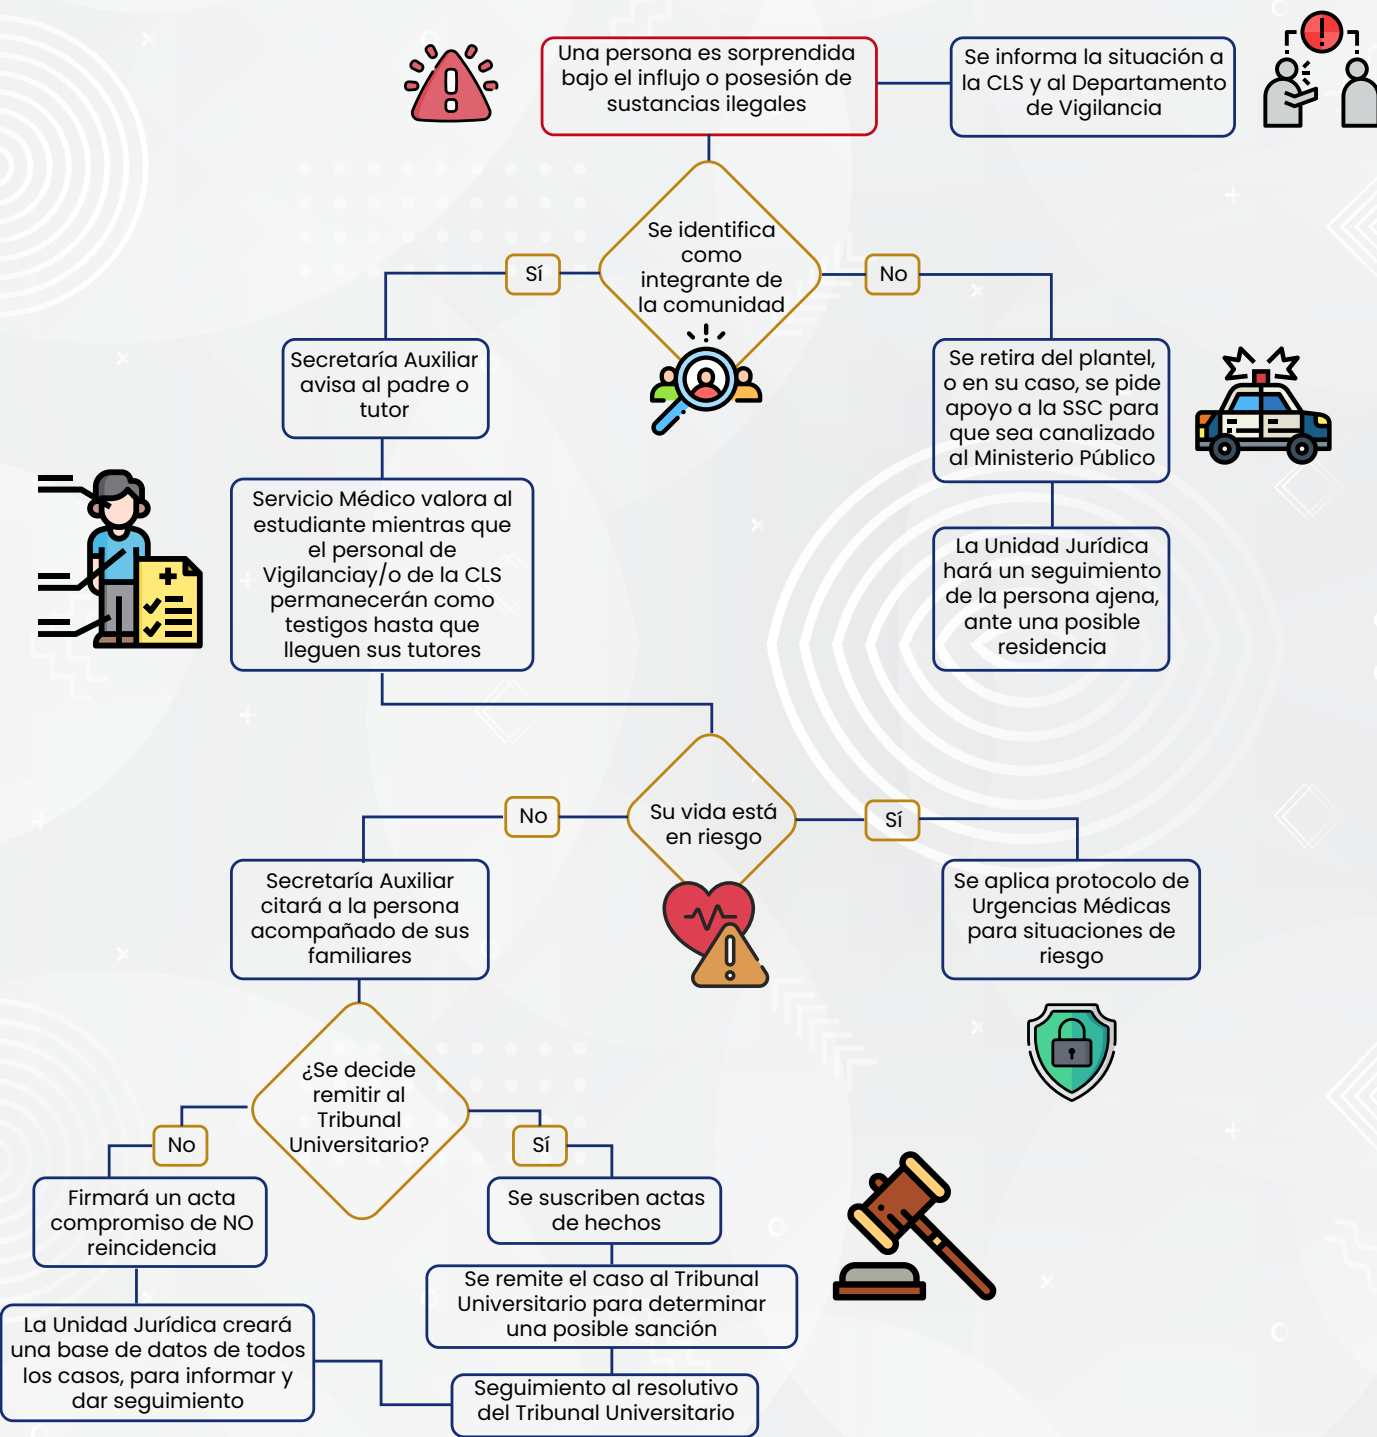 Una persona es sorprendida
bajo el influjo o posesión de
sustancias ilegales
Se informa la situación a
la CLS y al Departamento
de Vigilancia
Se identifica
como
integrante de
la comunidad
Sí
No
Secretaría Auxiliar
avisa al padre o
tutor
Se retira del plantel,
o en su caso, se pide
apoyo a la SSC para
que sea canalizado
al Ministerio Público
Servicio Médico valora al
estudiante mientras que
el personal de
Vigilanciay/o de la CLS
permanecerán como
testigos hasta que
lleguen sus tutores
La Unidad Jurídica
hará un seguimiento
de la persona ajena,
ante una posible
residencia
Su vida está
en riesgo
No
Sí
Secretaría Auxiliar
citará a la persona
acompañado de sus
familiares
Se aplica protocolo de
Urgencias Médicas
para situaciones de
riesgo
¿Se decide
remitir al
Tribunal
Universitario?
No
Sí
Firmará un acta
compromiso de NO
reincidencia
Se suscriben actas
de hechos
Se remite el caso al Tribunal
Universitario para determinar
una posible sanción
La Unidad Jurídica creará
una base de datos de todos
los casos, para informar y
dar seguimiento
Seguimiento al resolutivo
del Tribunal Universitario